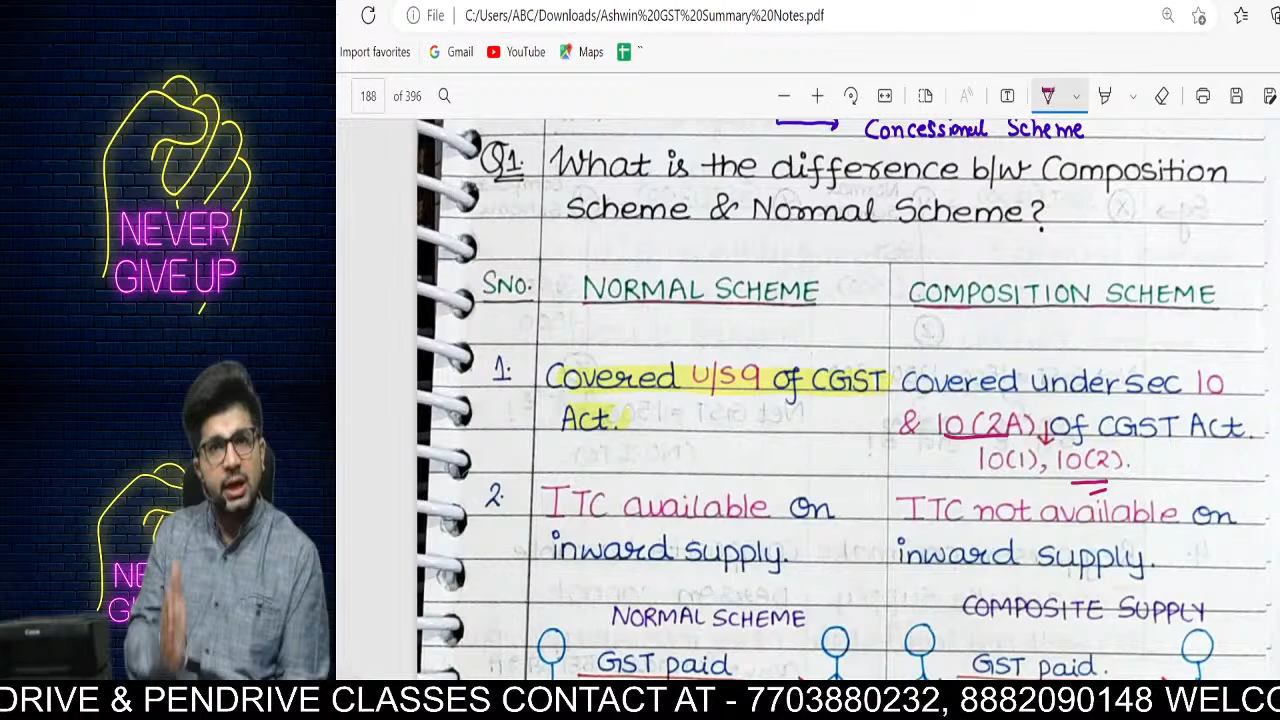 File
C:/Users/ABC/Downloads/Ashwin%20GST%20Summary%20Notes.pdf
Import favorites
Gmail
YouTube
Maps
188 of 396
Concessional Scheme
Q1. What is the difference b/w Composition
Scheme & Normal Scheme?
SNO. NORMAL SCHEME COMPOSITION SCHEME
1. Covered U/S 9 of CGST Covered under sec 10
Act. & 10(2A) of CGST Act.
10(1), 10(2).
2. ITC available on ITC not available on
inward supply. inward supply.
NORMAL SCHEME COMPOSITE SUPPLY
GST paid GST paid.
NEVER
GIVE UP
DRIVE & PENDRIVE CLASSES CONTACT AT - 7703880232, 8882090148 WELCO